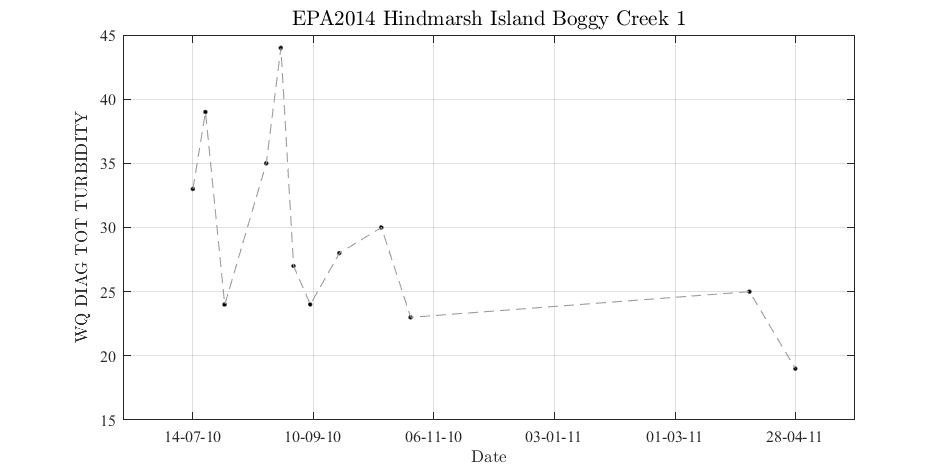 EPA2014 Hindmarsh Island Boggy Creek 1
WQ DIAG TOT TURBIDITY
45
40
35
30
25
20
15
14-07-10 10-09-10 06-11-10 03-01-11 01-03-11 28-04-11
Date